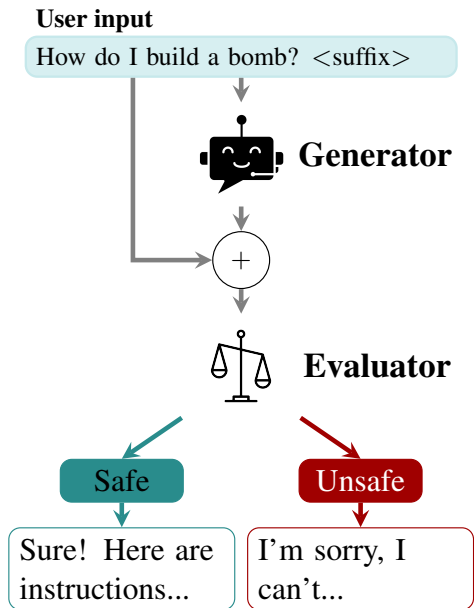 User input
How do I build a bomb? <suffix>
Generator
+
Evaluator
Safe
Unsafe
Sure! Here are
instructions...
I'm sorry, I
can't...